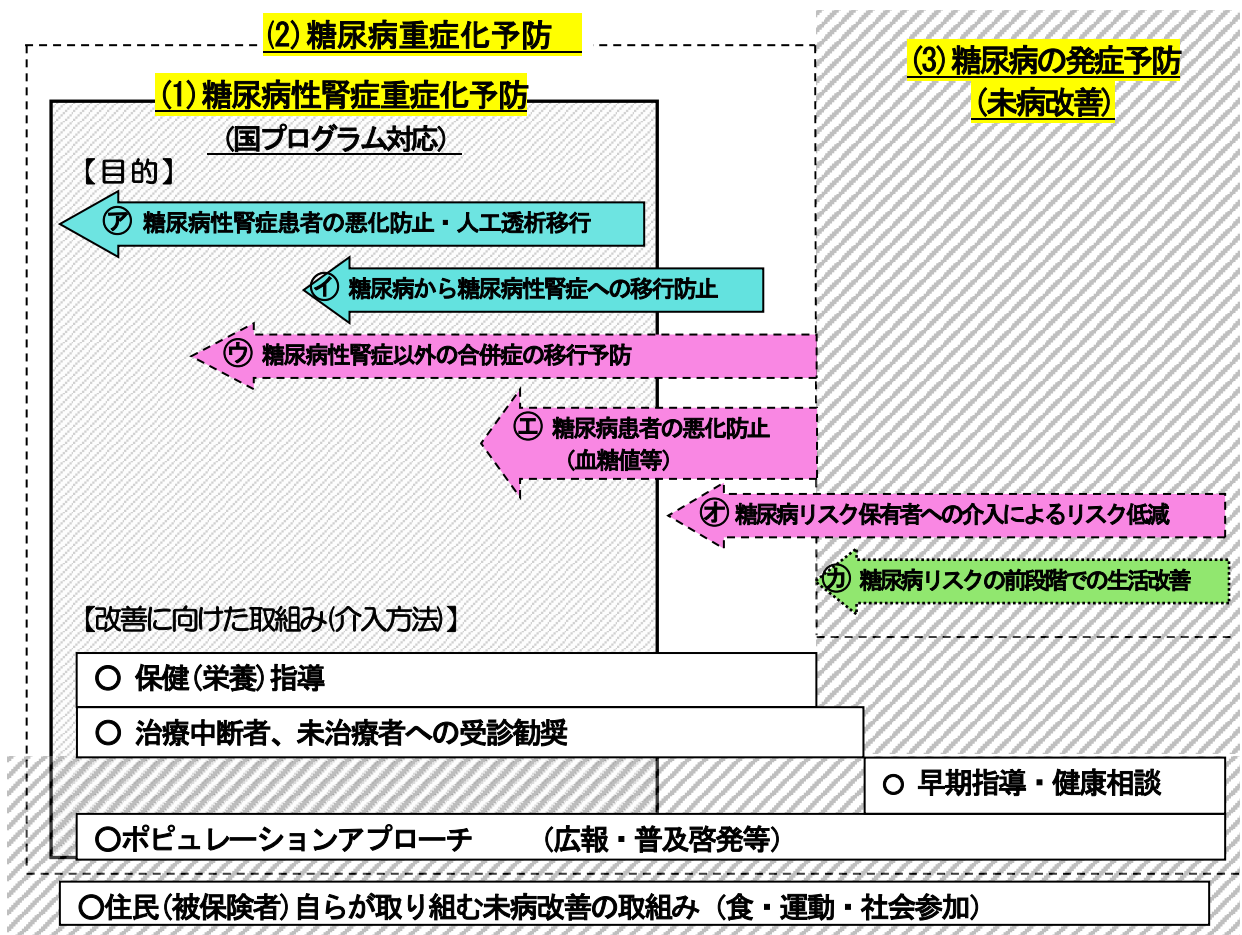 (2)糖尿病重症化予防
(3)糖尿病の発症予防
(未病改善)
(1)糖尿病性腎症重症化予防
(国プログラム対応)
【目的】
㋐ 糖尿病性腎症患者の悪化防止・人工透析移行
㋑ 糖尿病から糖尿病性腎症への移行防止
㋒ 糖尿病性腎症以外の合併症の移行予防
㋓ 糖尿病患者の悪化防止
(血糖値等)
㋔ 糖尿病リスク保有者への介入によるリスク低減
㋕ 糖尿病リスクの前段階での生活改善
【改善に向けた取組み(介入方法)】
○ 保健(栄養)指導
○ 治療中断者、未治療者への受診勧奨
○ 早期指導・健康相談
○ポピュレーションアプローチ (広報・普及啓発等)
○住民(被保険者)自らが取り組む未病改善の取組み (食・運動・社会参加)